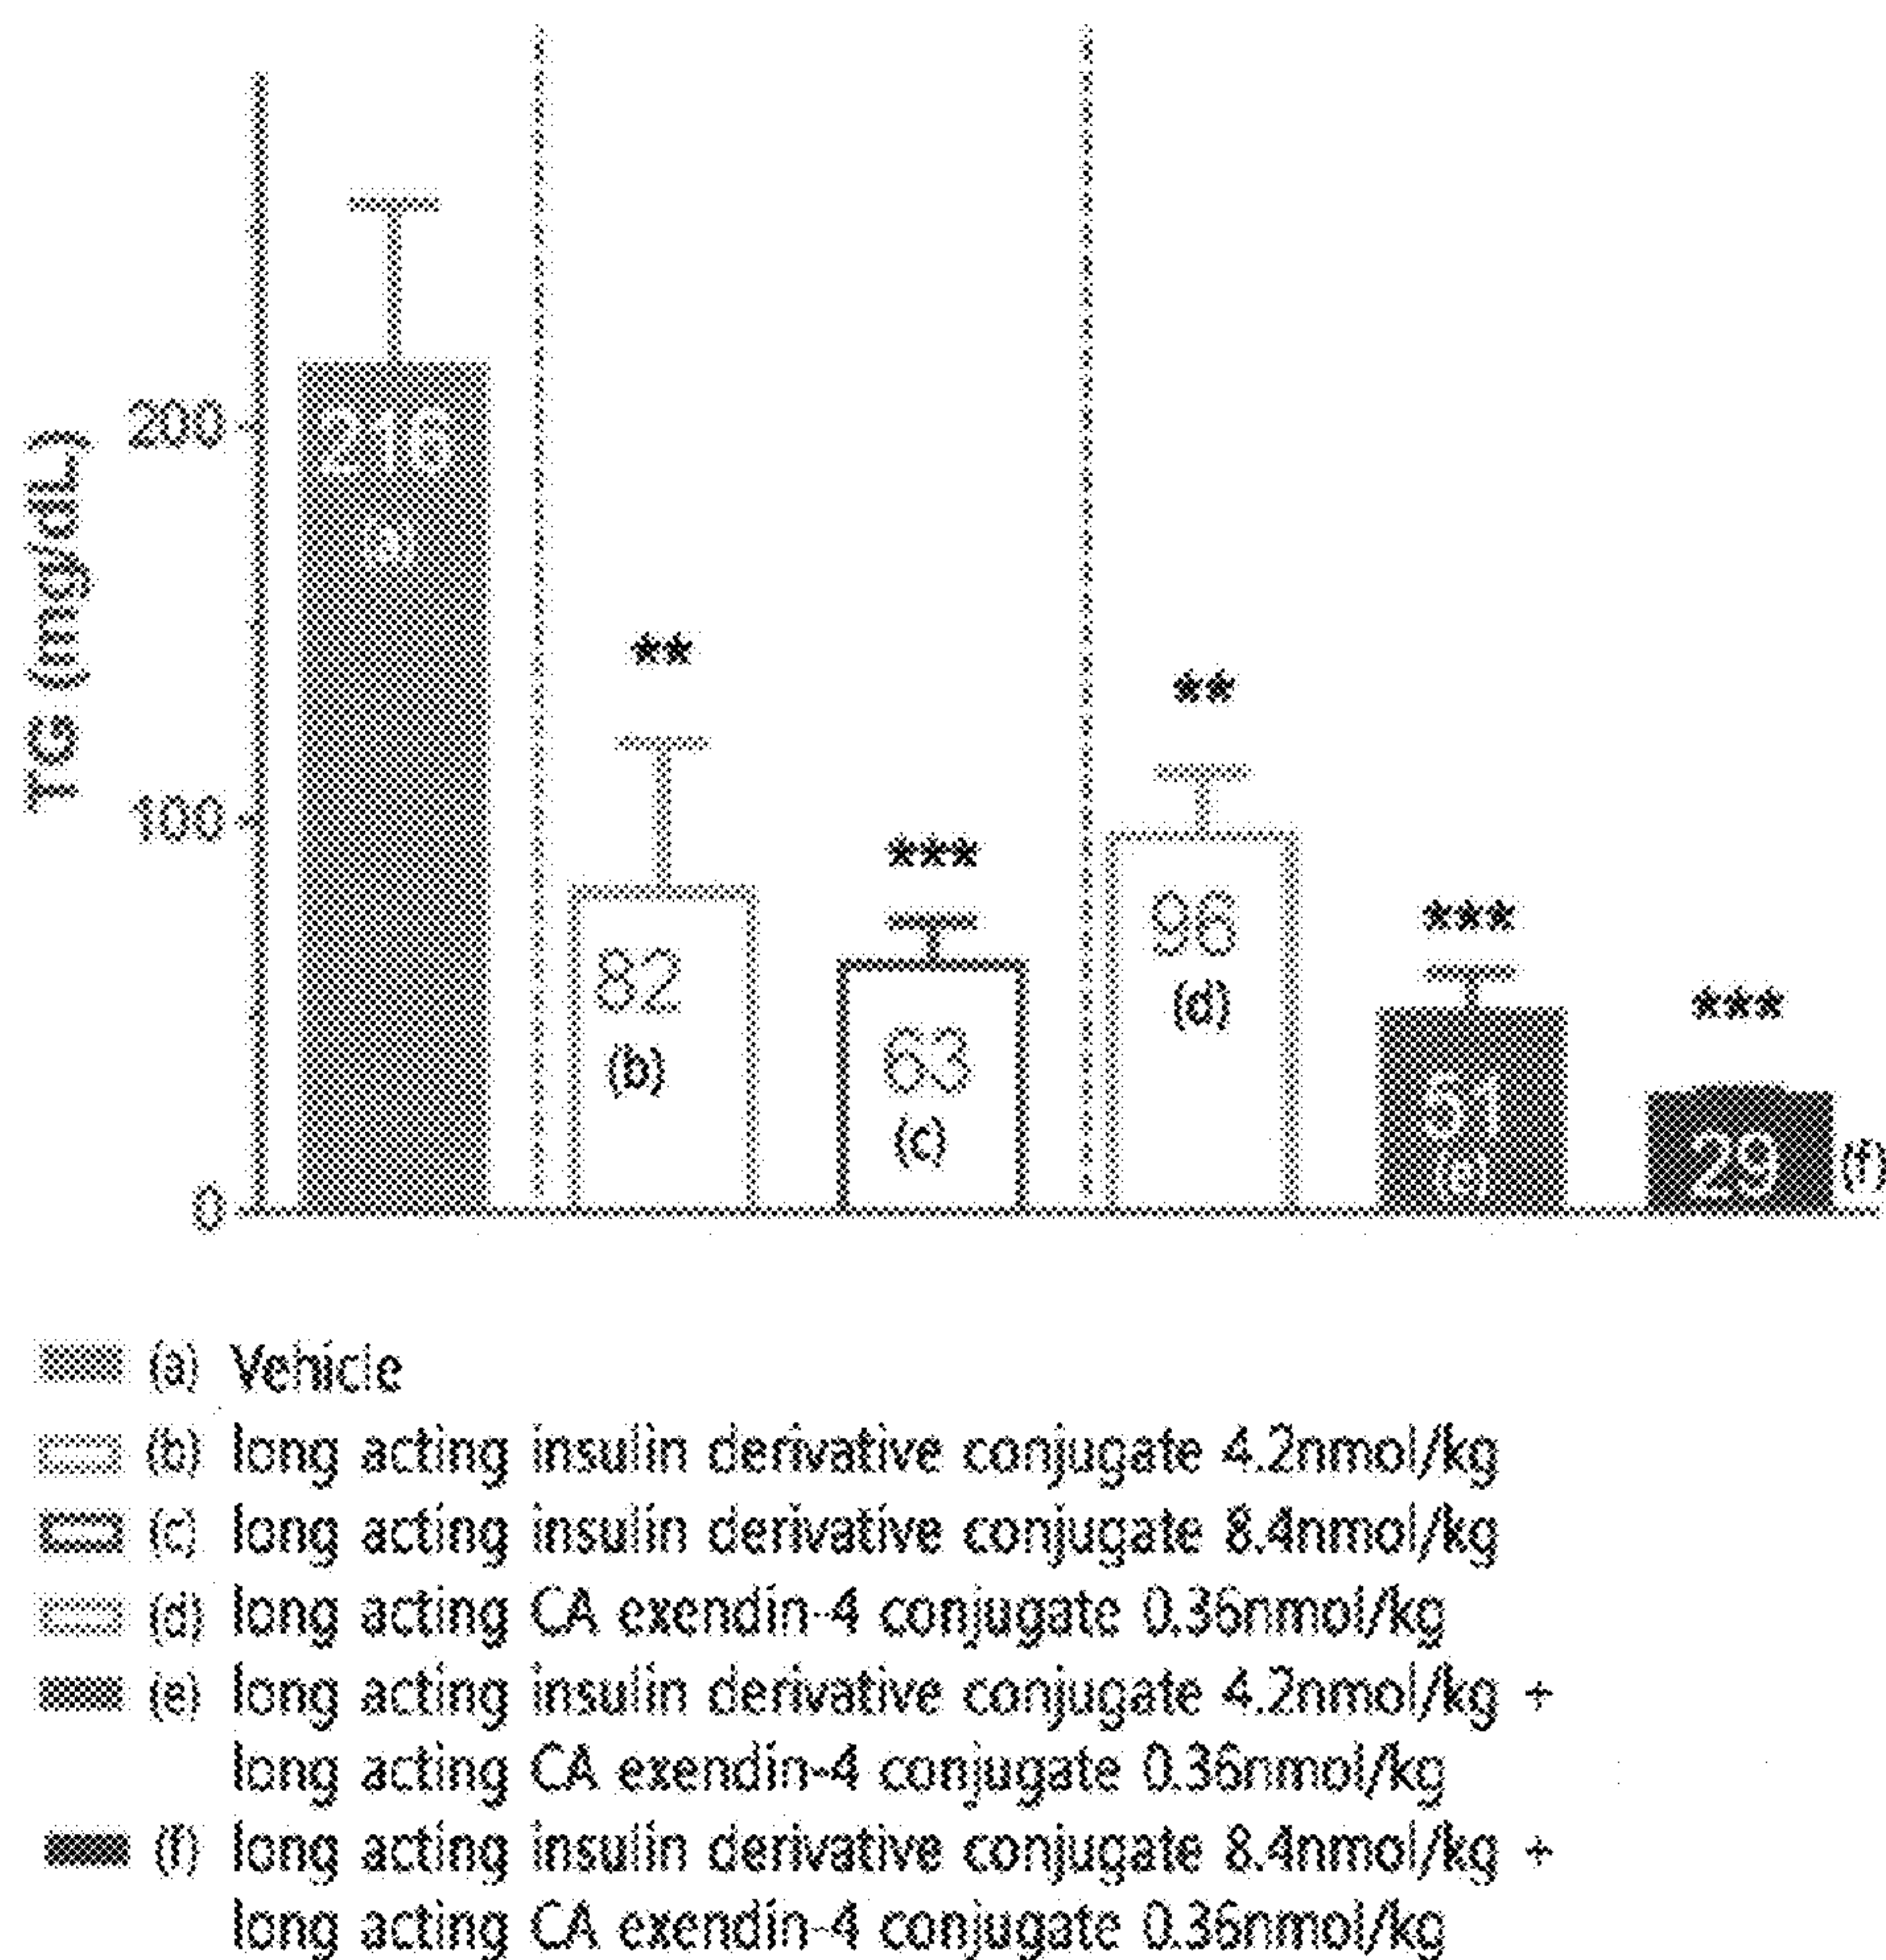 TG (mg/dL)
200
100
0
216
**
82
(b)
***
63
(c)
**
96
(d)
***
51
***
29
(f)
(a) Vehicle
(b) long acting insulin derivative conjugate 4.2nmol/kg
(c) long acting insulin derivative conjugate 8.4nmol/kg
(d) long acting CA exendin-4 conjugate 0.36nmol/kg
(e) long acting insulin derivative conjugate 4.2nmol/kg +
long acting CA exendin-4 conjugate 0.36nmol/kg
(f) long acting insulin derivative conjugate 8.4nmol/kg +
long acting CA exendin-4 conjugate 0.36nmol/kg